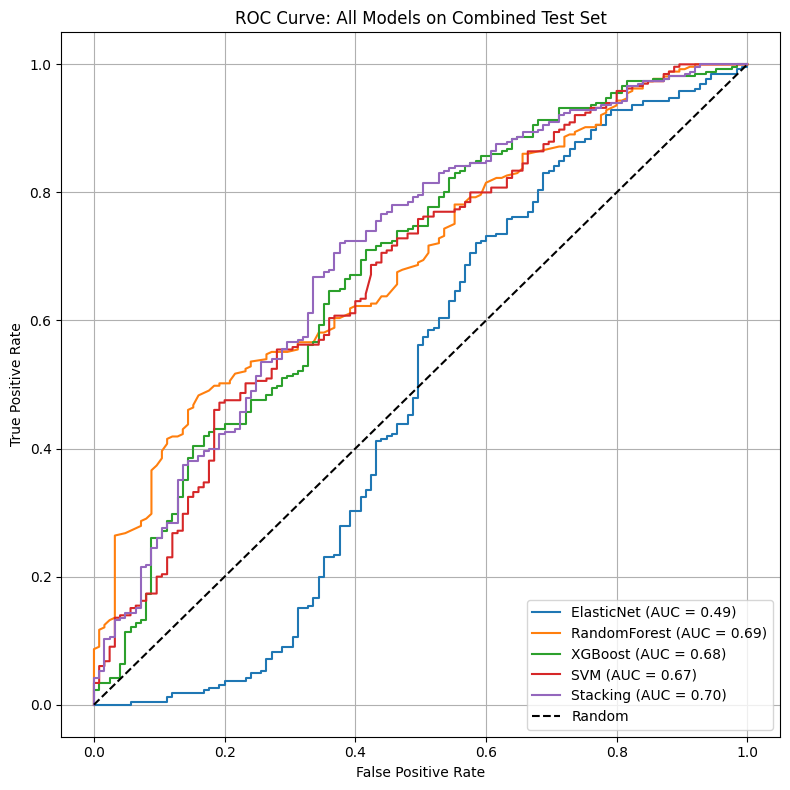 ROC Curve: All Models on Combined Test Set
True Positive Rate
1.0
0.8
0.6
0.4
0.2
0.0
0.0 0.2 0.4 0.6 0.8 1.0
False Positive Rate
ElasticNet (AUC = 0.49)
RandomForest (AUC = 0.69)
XGBoost (AUC = 0.68)
SVM (AUC = 0.67)
Stacking (AUC = 0.70)
Random